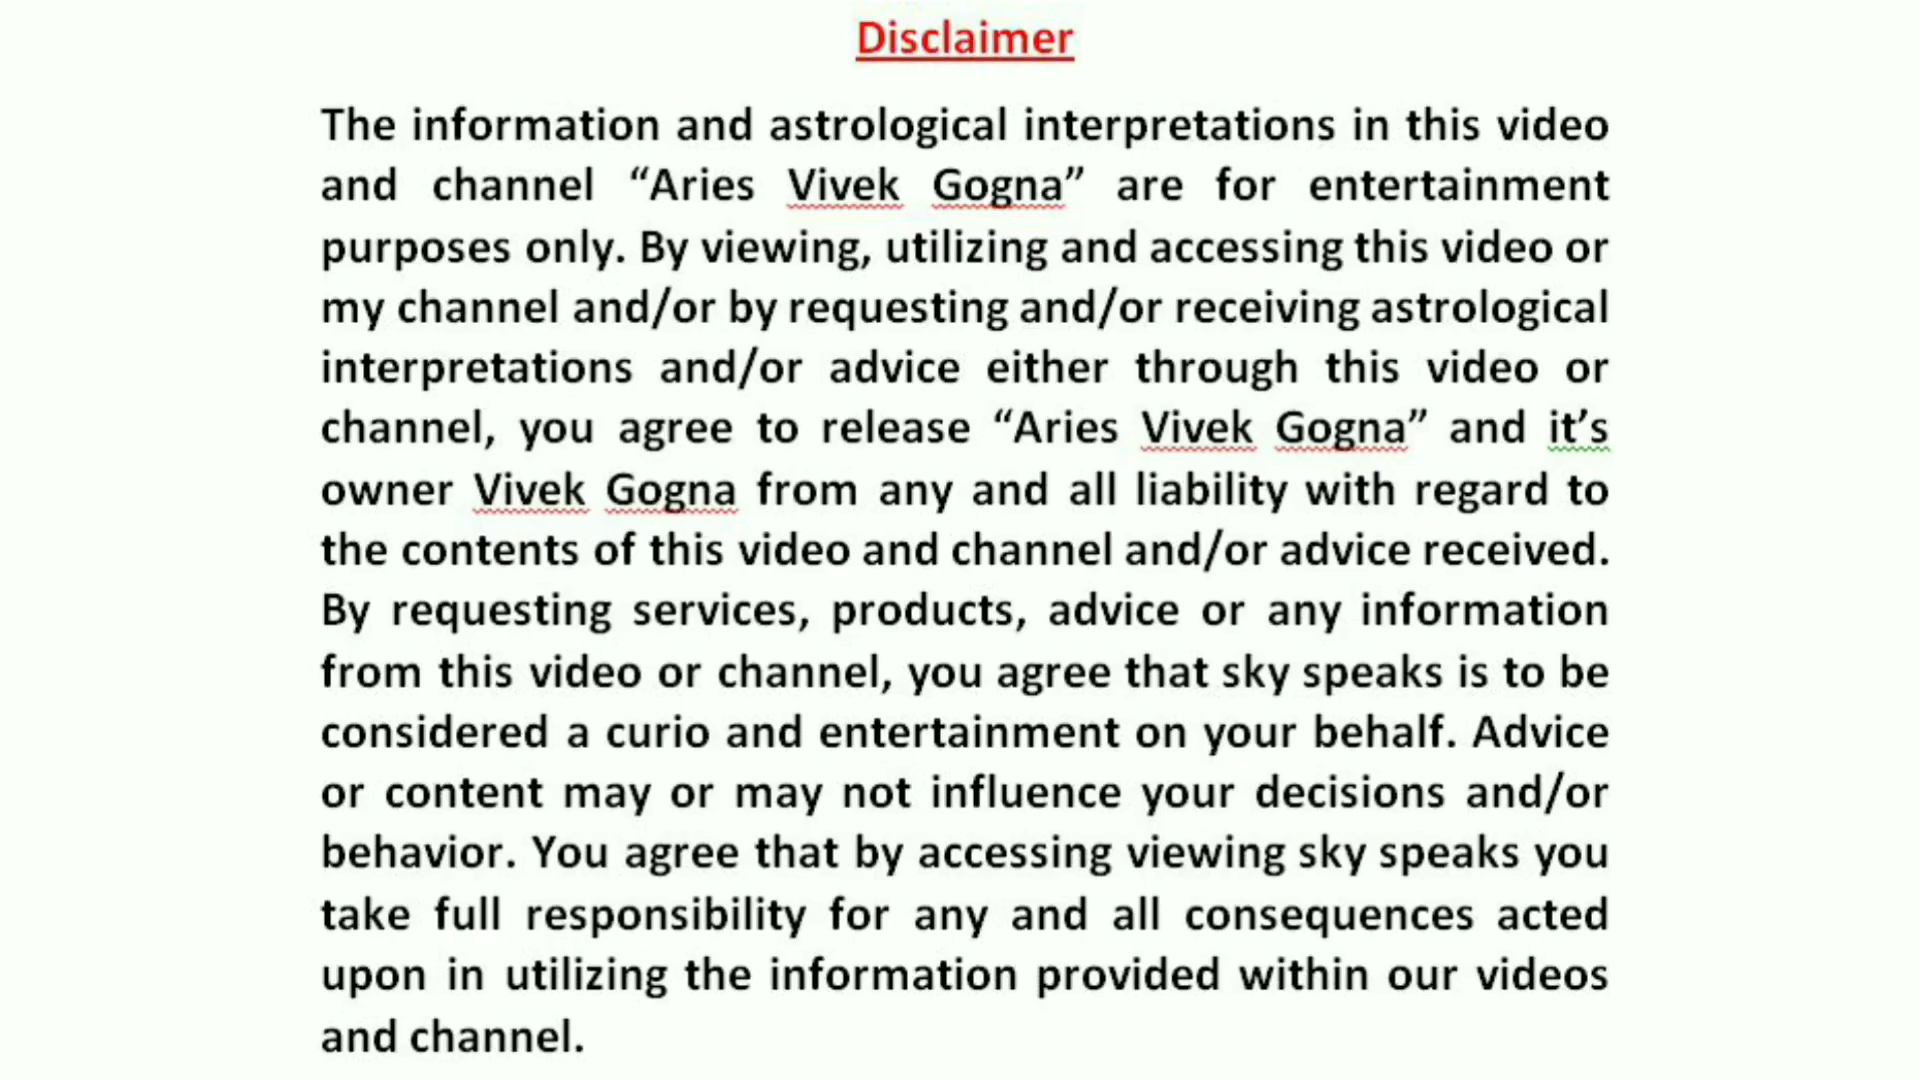 Disclaimer
The information and astrological interpretations in this video
and channel “Aries Vivek Gogna” are for entertainment
purposes only. By viewing, utilizing and accessing this video or
my channel and/or by requesting and/or receiving astrological
interpretations and/or advice either through this video or
channel, you agree to release “Aries Vivek Gogna” and it’s
owner Vivek Gogna from any and all liability with regard to
the contents of this video and channel and/or advice received.
By requesting services, products, advice or any information
from this video or channel, you agree that sky speaks is to be
considered a curio and entertainment on your behalf. Advice
or content may or may not influence your decisions and/or
behavior. You agree that by accessing viewing sky speaks you
take full responsibility for any and all consequences acted
upon in utilizing the information provided within our videos
and channel.